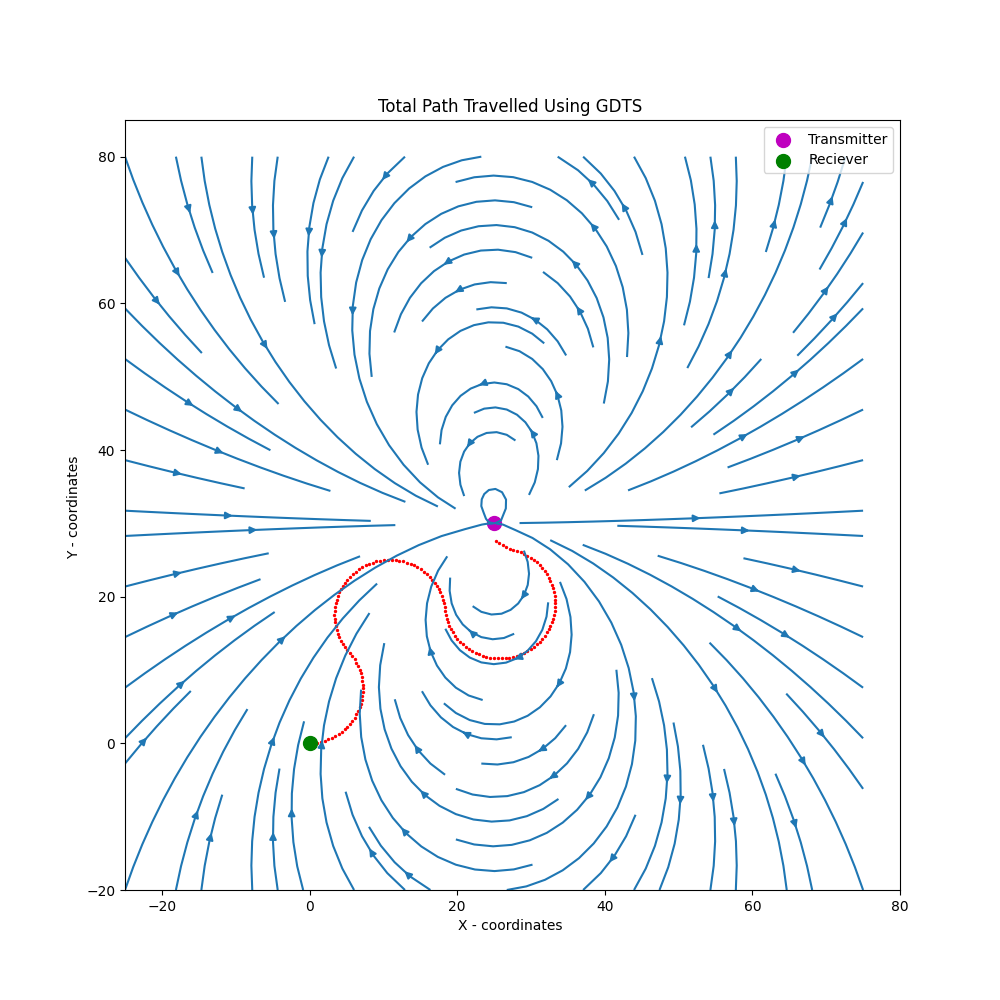 Total Path Travelled Using GDTS
Transmitter
Reciever
80
60
40
20
0
−20
Y - coordinates
−20
0
20
40
60
80
X - coordinates